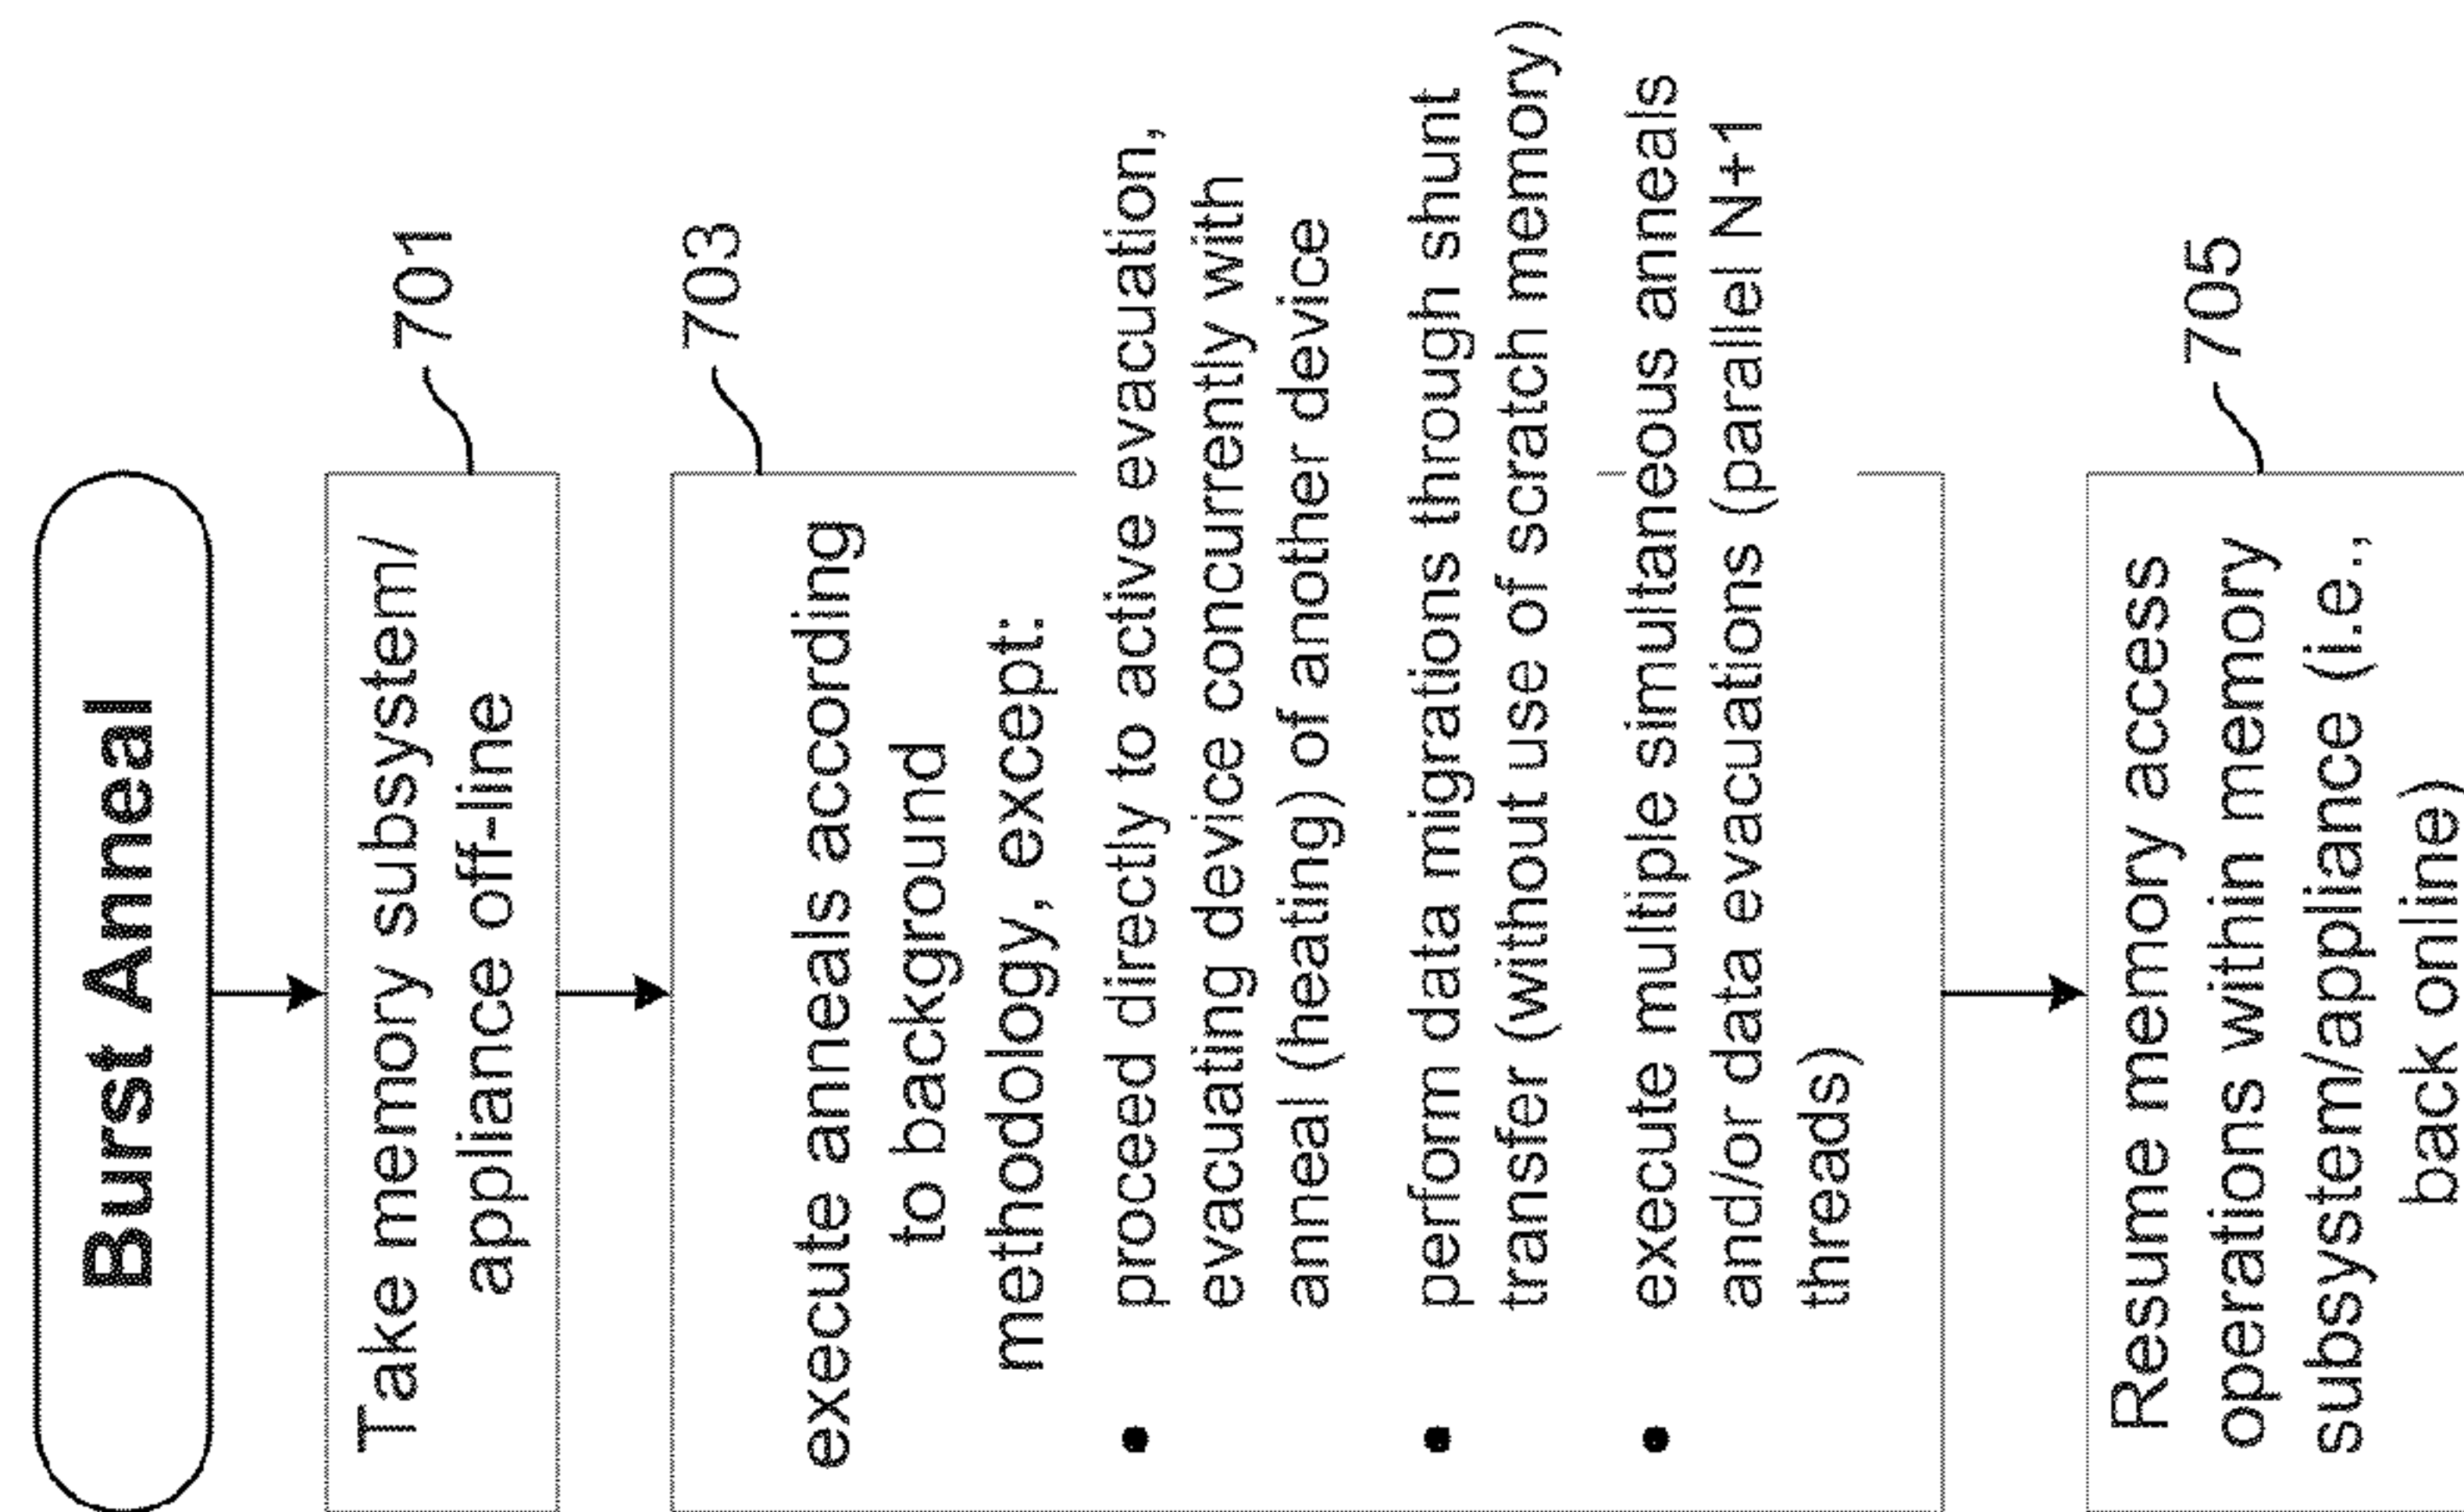 Burst Anneal
701
Take memory subsystem/
appliance off-line
703
execute anneals according
to background
methodology, except:
• proceed directly to active evacuation,
evacuating device concurrently with
anneal (heating) of another device
• perform data migrations through shunt
transfer (without use of scratch memory)
• execute multiple simultaneous anneals
and/or data evacuations (parallel N+1
threads)
705
Resume memory access
operations within memory
subsystem/appliance (i.e.,
back online)